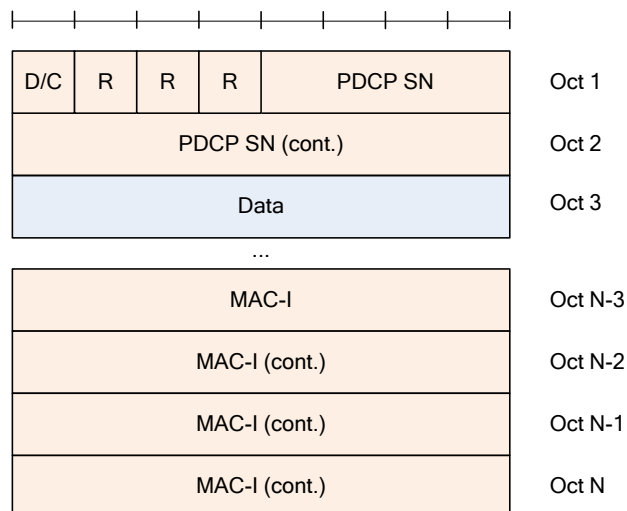 D/C R R R PDCP SN Oct 1
PDCP SN (cont.) Oct 2
Data Oct 3
...
MAC-I Oct N-3
MAC-I (cont.) Oct N-2
MAC-I (cont.) Oct N-1
MAC-I (cont.) Oct N